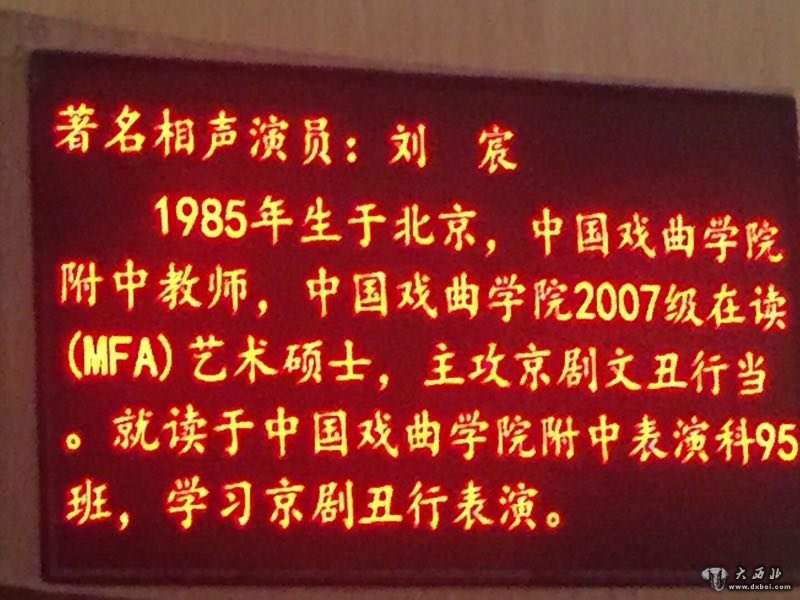 著名相声演员：刘　宸
1985年生于北京，中国戏曲学院
附中教师，中国戏曲学院2007级在读
(MFA)艺术硕士，主攻京剧文丑行当
。就读于中国戏曲学院附中表演科95
班，学习京剧丑行表演。
大西北
www.dxbei.com